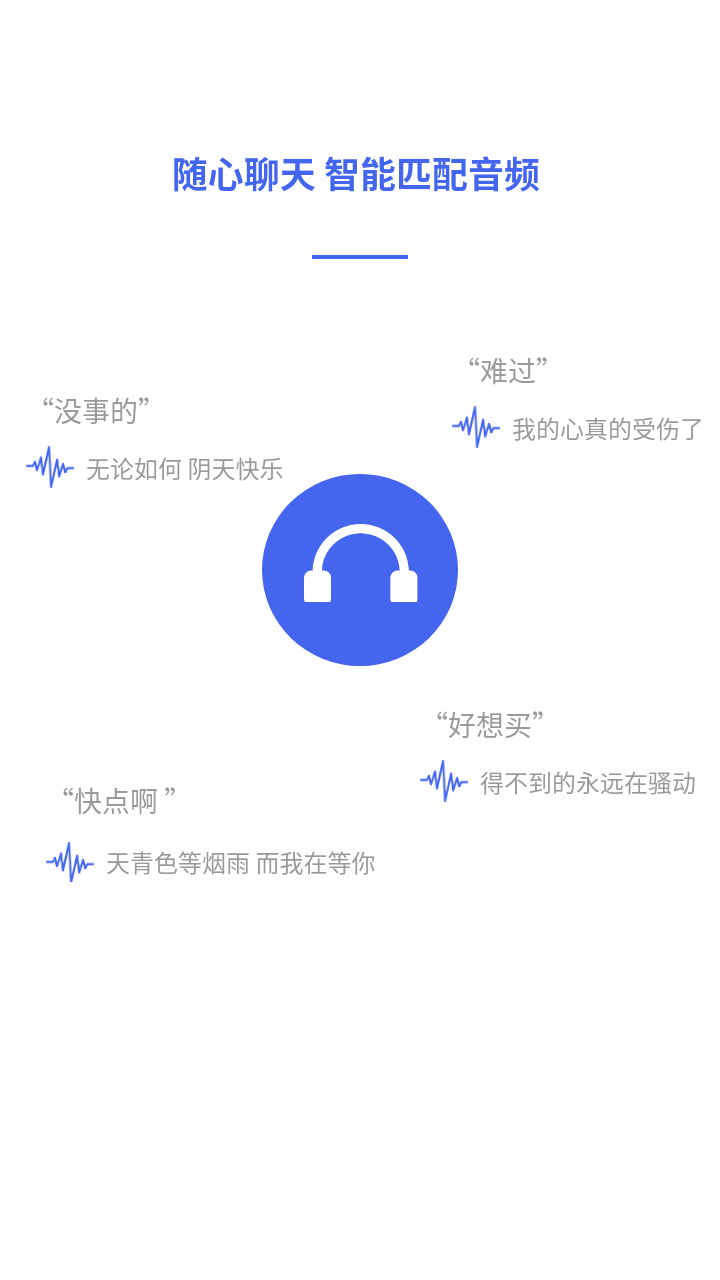 随心聊天 智能匹配音频
“难过”
我的心真的受伤了
“没事的”
无论如何 阴天快乐
“好想买”
得不到的永远在骚动
“快点啊 ”
天青色等烟雨 而我在等你